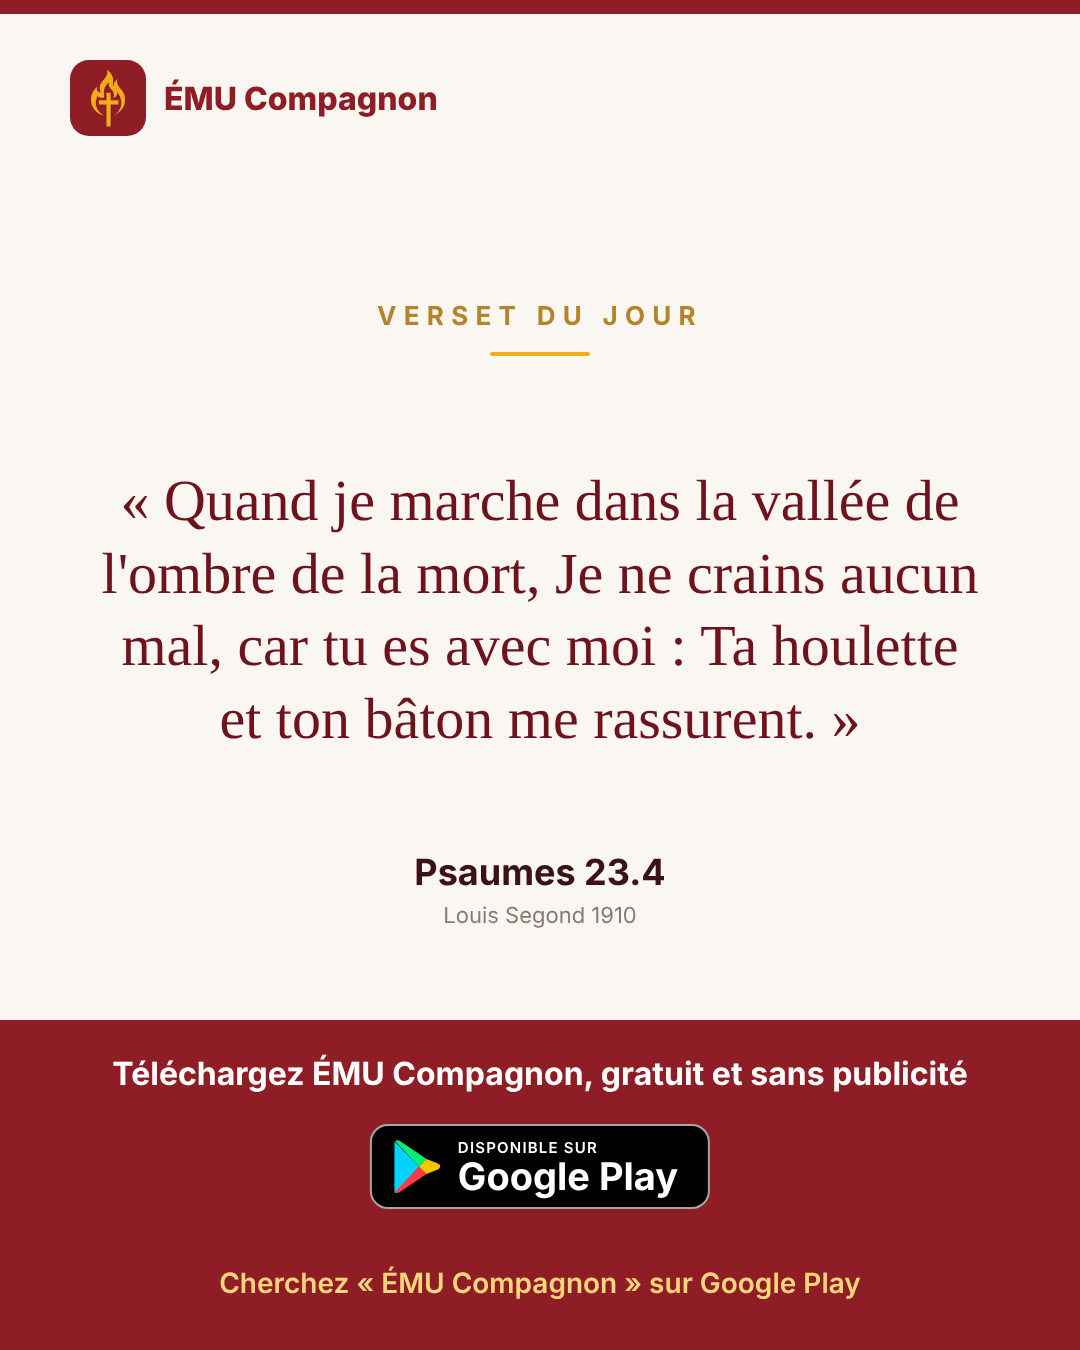 ÉMU Compagnon
VERSET DU JOUR
« Quand je marche dans la vallée de
l'ombre de la mort, Je ne crains aucun
mal, car tu es avec moi : Ta houlette
et ton bâton me rassurent. »
Psaumes 23.4
Louis Segond 1910
Téléchargez ÉMU Compagnon, gratuit et sans publicité
DISPONIBLE SUR
Google Play
Cherchez « ÉMU Compagnon » sur Google Play